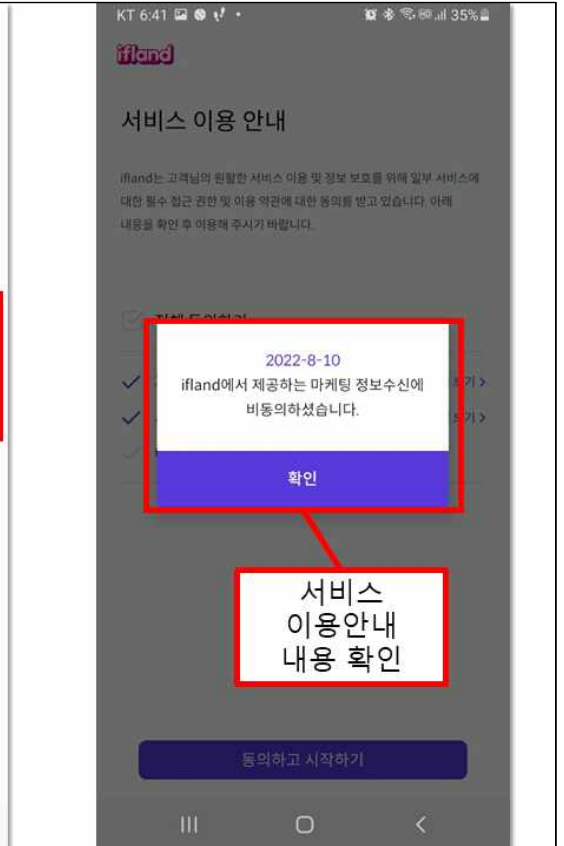 KT 6:41
35%
ifland
서비스 이용 안내
ifland는 고객님의 원활한 서비스 이용 및 정보 보호를 위해 일부 서비스에
대한 필수 접근 권한 및 이용 약관에 대한 동의를 받고 있습니다. 아래
내용을 확인 후 이용해 주시기 바랍니다.
전체 동의하기
2022-8-10
ifland에서 제공하는 마케팅 정보수신에
비동의하셨습니다.
확인
서비스
이용안내
내용 확인
동의하고 시작하기